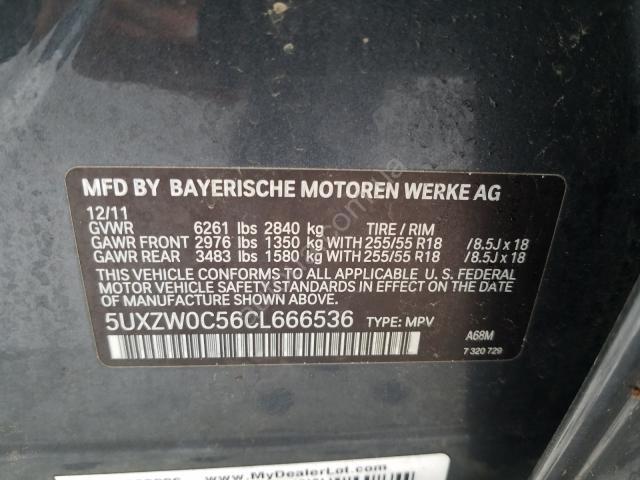 MFD BY BAYERISCHE MOTOREN WERKE AG
12/11
GVWR 6261 lbs 2840 kg TIRE / RIM
GAWR FRONT 2976 lbs 1350 kg WITH 255/55 R18 /8.5J x 18
GAWR REAR 3483 lbs 1580 kg WITH 255/55 R18 /8.5J x 18
THIS VEHICLE CONFORMS TO ALL APPLICABLE U. S. FEDERAL
MOTOR VEHICLE SAFETY STANDARDS IN EFFECT ON THE DATE
OF MANUFACTURE SHOWN ABOVE.
5UXZW0C56CL666536 TYPE: MPV A68M
7 320 729
www.MyDealerLot.com